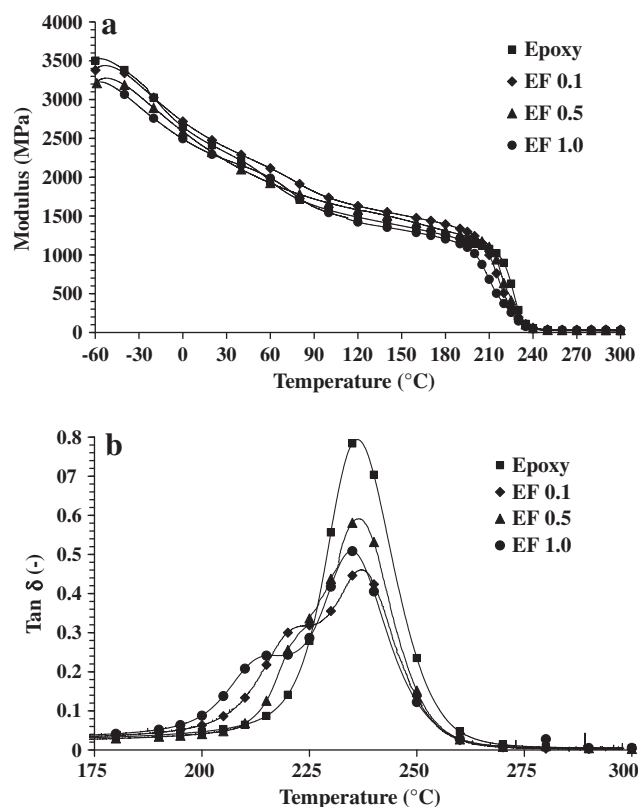 a
4000
3500
3000
2500
2000
1500
1000
500
0
Modulus (MPa)
-60 -30 0 30 60 90 120 150 180 210 240 270 300
Temperature (°C)
Epoxy
EF 0.1
EF 0.5
EF 1.0
b
0.8
07
0.6
0.5
0.4
0.3
0.2
0.1
0
Tan δ (-)
175 200 225 250 275 300
Temperature (°C)
Epoxy
EF 0.1
EF 0.5
EF 1.0